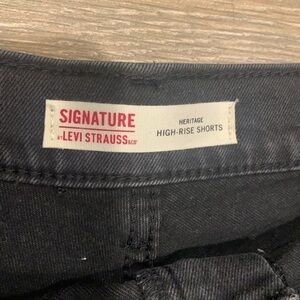 SIGNATURE
BY LEVI STRAUSS & CO
HERITAGE
HIGH-RISE SHORTS